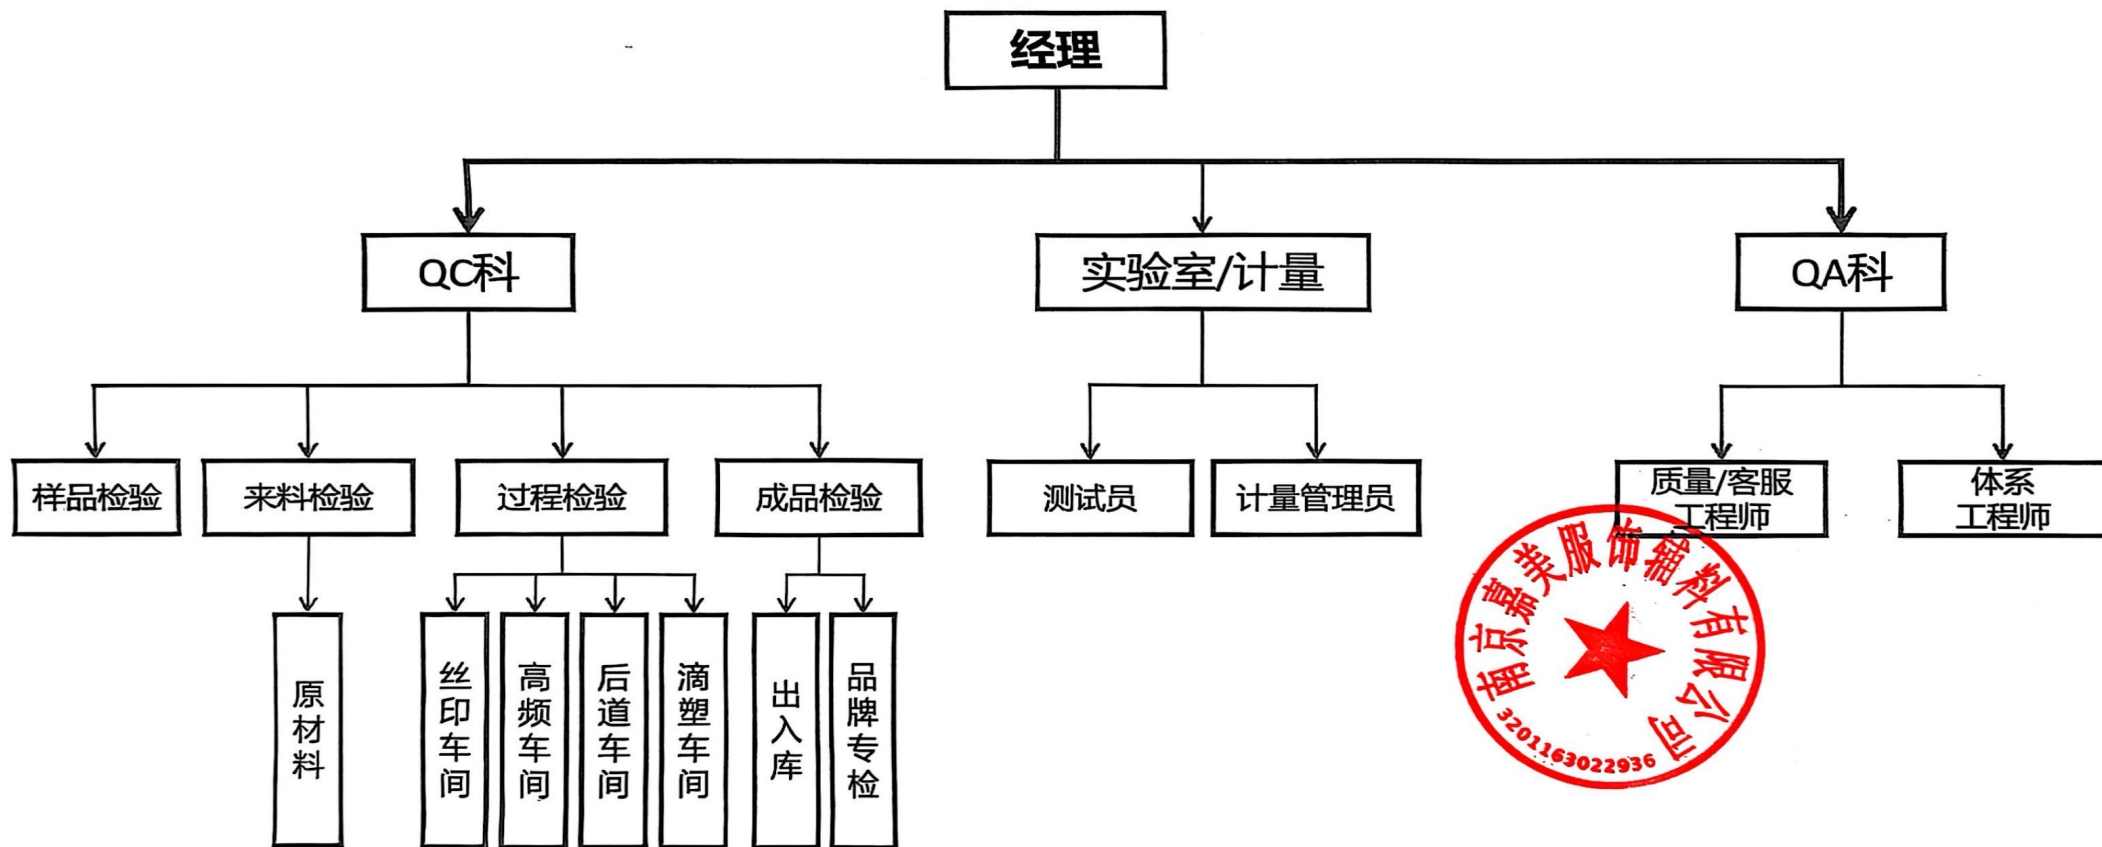 经理
QC科
实验室/计量
QA科
样品检验
来料检验
过程检验
成品检验
测试员
计量管理员
质量/客服
工程师
体系
工程师
原材料
丝印车间
高频车间
后道车间
滴塑车间
出入库
品牌专检
南京嘉美服饰辅料有限公司
3201163022936